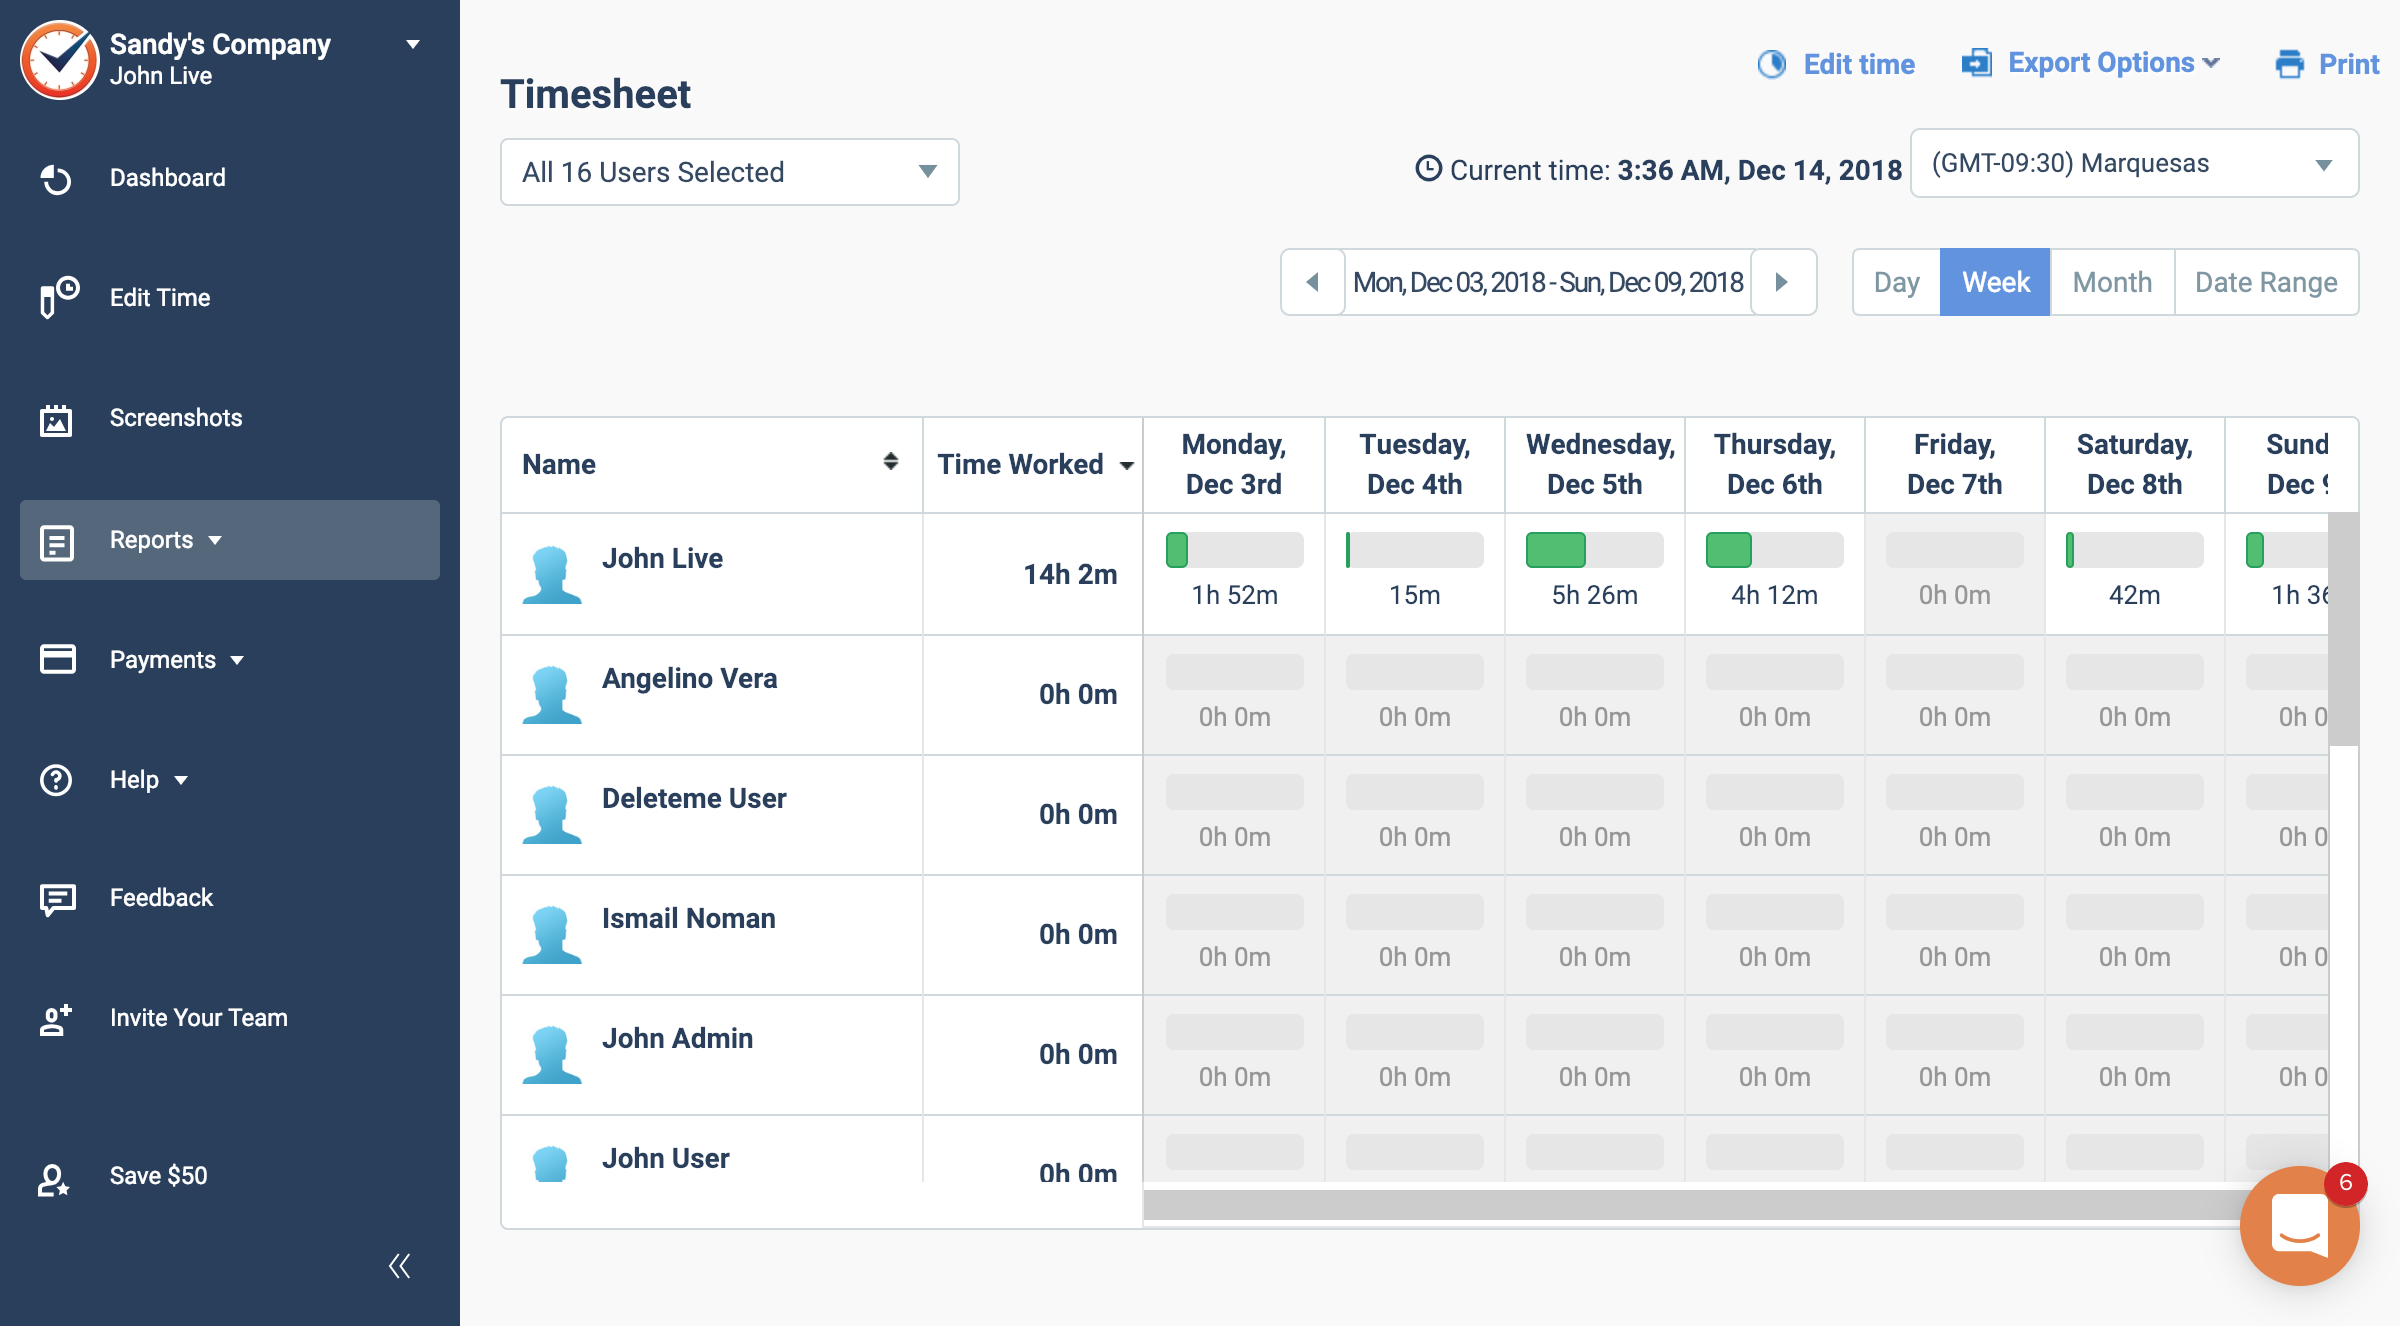 Sandy's Company
John Live
Dashboard
Edit Time
Screenshots
Reports
Payments
Help
Feedback
Invite Your Team
Save $50
Edit time
Export Options
Print
Timesheet
All 16 Users Selected
Current time: 3:36 AM, Dec 14, 2018
(GMT-09:30) Marquesas
Mon, Dec 03, 2018 - Sun, Dec 09, 2018
Day Week Month Date Range
Name Time Worked
Monday, Dec 3rd
Tuesday, Dec 4th
Wednesday, Dec 5th
Thursday, Dec 6th
Friday, Dec 7th
Saturday, Dec 8th
Sund Dec
John Live 14h 2m 1h 52m 15m 5h 26m 4h 12m 0h 0m 42m 1h
Angelino Vera 0h 0m 0h 0m 0h 0m 0h 0m 0h 0m 0h 0m 0h 0m 0h 0
Deleteme User 0h 0m 0h 0m 0h 0m 0h 0m 0h 0m 0h 0m 0h 0m 0h 0
Ismail Noman 0h 0m 0h 0m 0h 0m 0h 0m 0h 0m 0h 0m 0h 0m 0h 0
John Admin 0h 0m 0h 0m 0h 0m 0h 0m 0h 0m 0h 0m 0h 0m 0h 0
John User 0h 0m
6